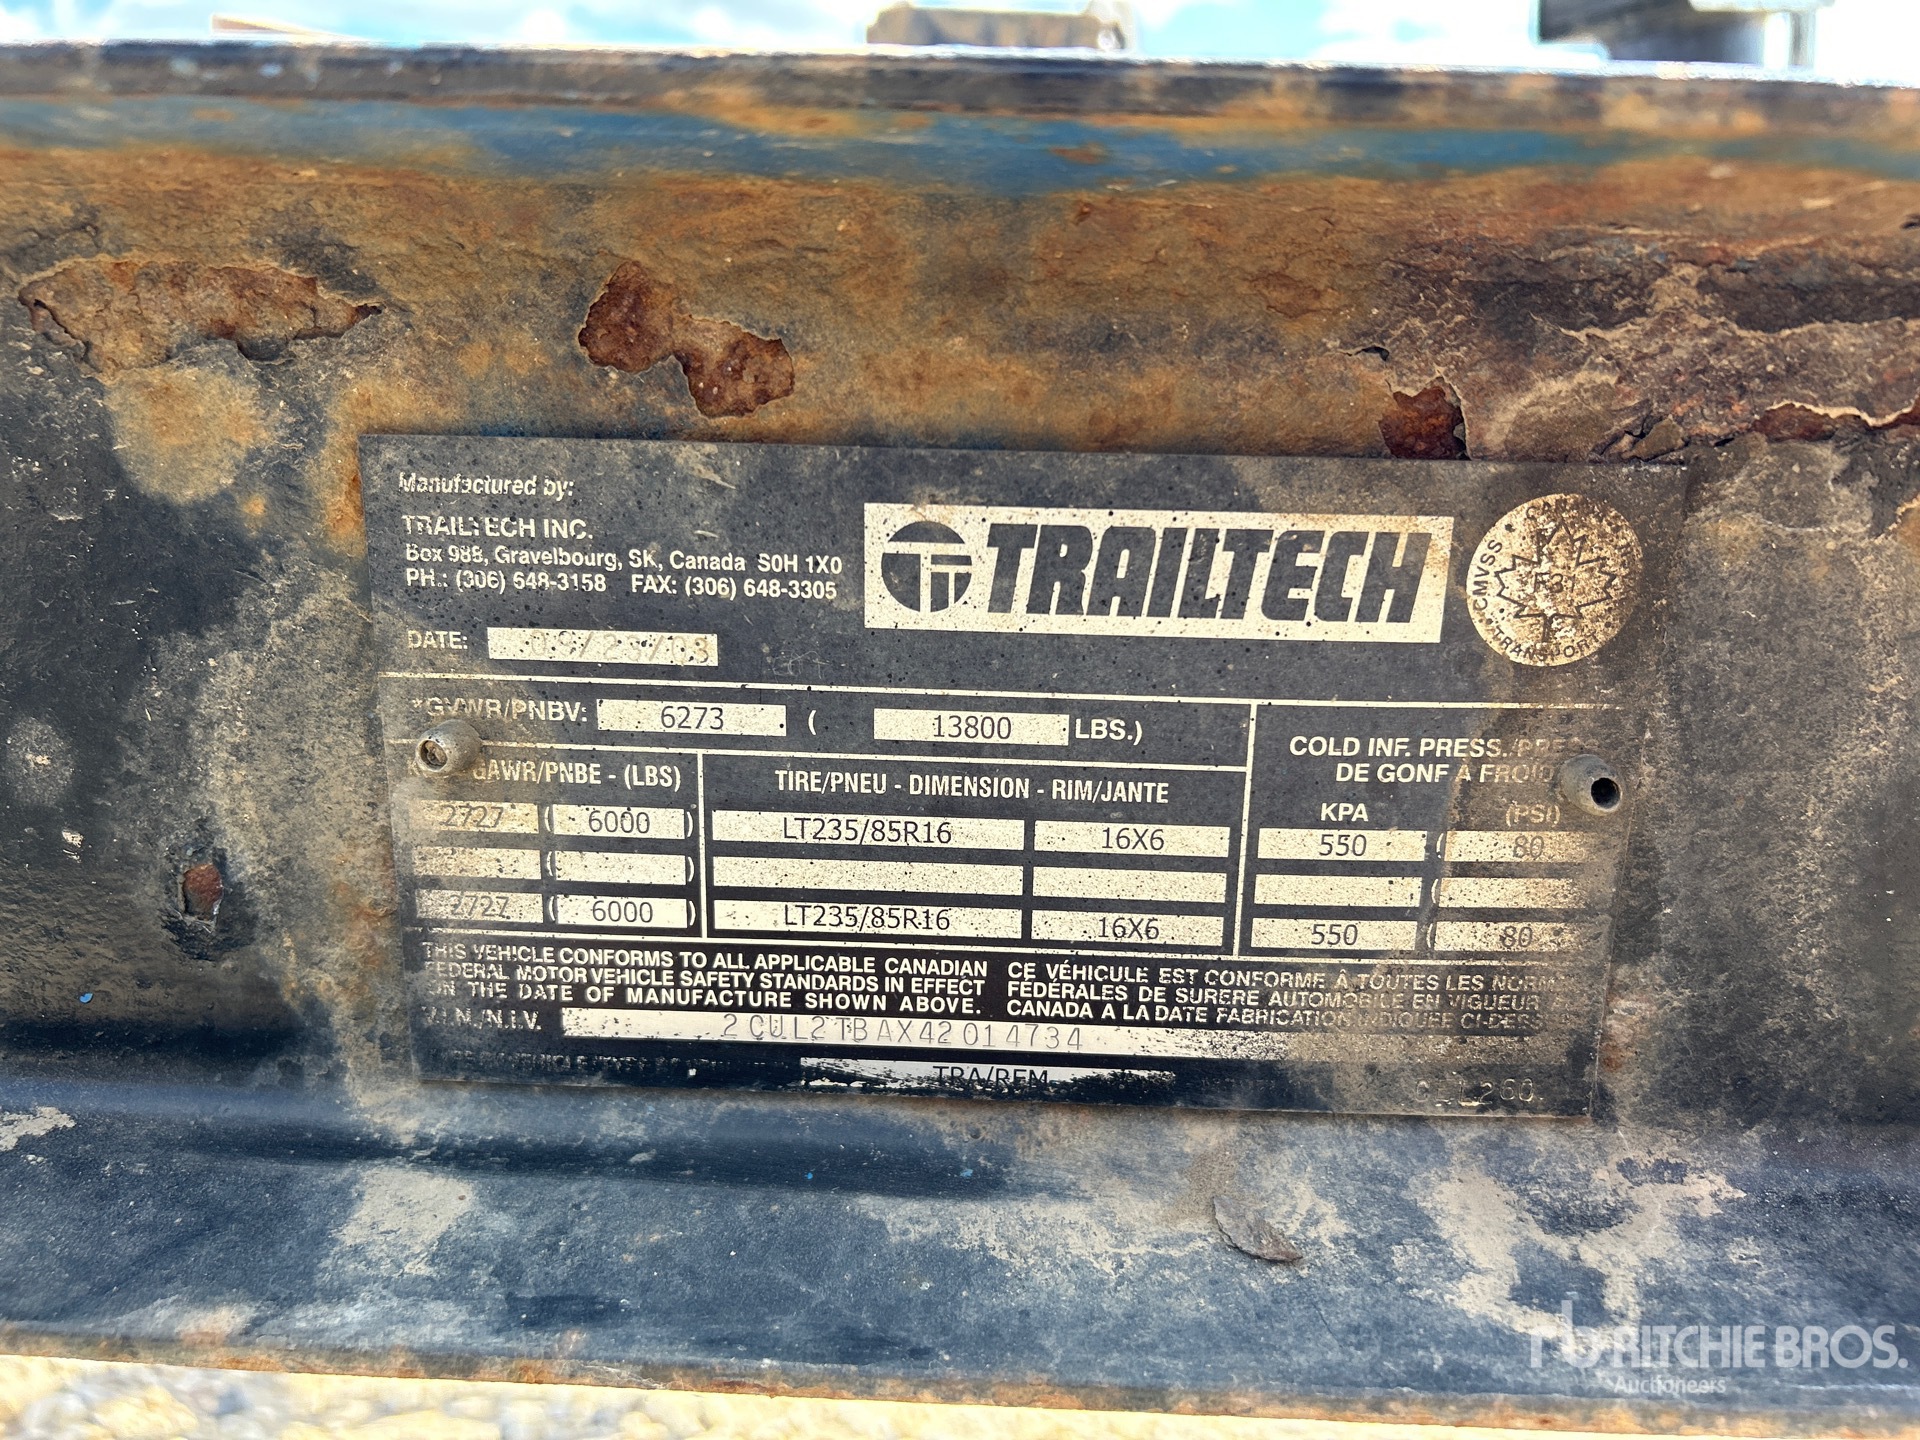 Manufactured by:
TRAILTECH INC.
Box 988, Gravelbourg, SK, Canada S0H 1X0
PH.: (306) 648-3158 FAX: (306) 648-3305
TRAILTECH
CMVSS
TRANSPORT
DATE: 09/23/03
*GVWR/PNBV: 6273 ( 13800 LBS.)
GAWR/PNBE - (LBS) TIRE/PNEU - DIMENSION - RIM/JANTE
COLD INF. PRESS./
DE GONF A FROID
KPA (PSI)
2727 ( 6000 ) LT235/85R16 16X6 550 ( 80
( )
2727 ( 6000 ) LT235/85R16 16X6 550 ( 80
THIS VEHICLE CONFORMS TO ALL APPLICABLE CANADIAN
FEDERAL MOTOR VEHICLE SAFETY STANDARDS IN EFFECT
ON THE DATE OF MANUFACTURE SHOWN ABOVE.
CE VÉHICULE EST CONFORME À TOUTES LES
FÉDÉRALES DE SURERE AUTOMOBILE EN VIGUEUR
CANADA A LA DATE FABRICATION INDIQUÉE
V.I.N./N.I.V. 2CUL2TBAX42014734
TRA/REM
RITCHIE BROS.
Auctioneers